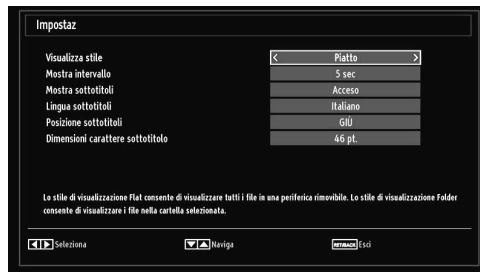 Impostaz
Visualizza stile < Piatto >
Mostra intervallo 5 sec
Mostra sottotitoli Acceso
Lingua sottotitoli Italiano
Posizione sottotitoli GIÙ
Dimensioni carattere sottotitolo 46 pt.
Lo stile di visualizzazione Flat consente di visualizzare tutti i file in una periferica rimovibile. Lo stile di visualizzazione Folder
consente di visualizzare i file nella cartella selezionata.
Seleziona Naviga RET/BACK Esci